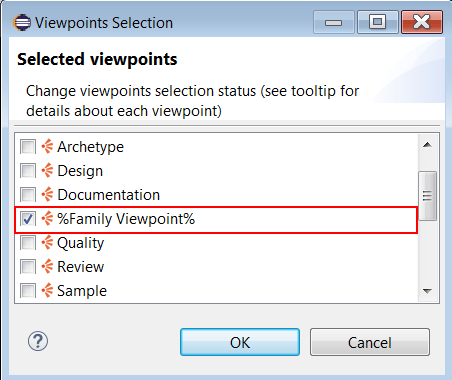 Viewpoints Selection
Selected viewpoints
Change viewpoints selection status (see tooltip for
details about each viewpoint)
Archetype
Design
Documentation
%Family Viewpoint%
Quality
Review
Sample
?
OK
Cancel